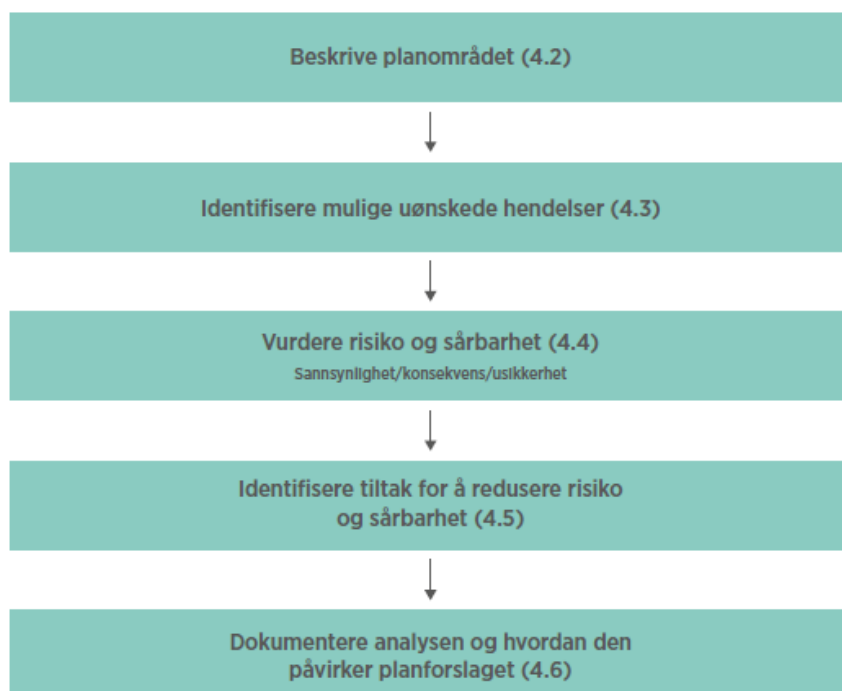 Beskrive planområdet (4.2)
Identifisere mulige uønskede hendelser (4.3)
Vurdere risiko og sårbarhet (4.4)
Sannsynlighet/konsekvens/usikkerhet
Identifisere tiltak for å redusere risiko
og sårbarhet (4.5)
Dokumentere analysen og hvordan den
påvirker planforslaget (4.6)